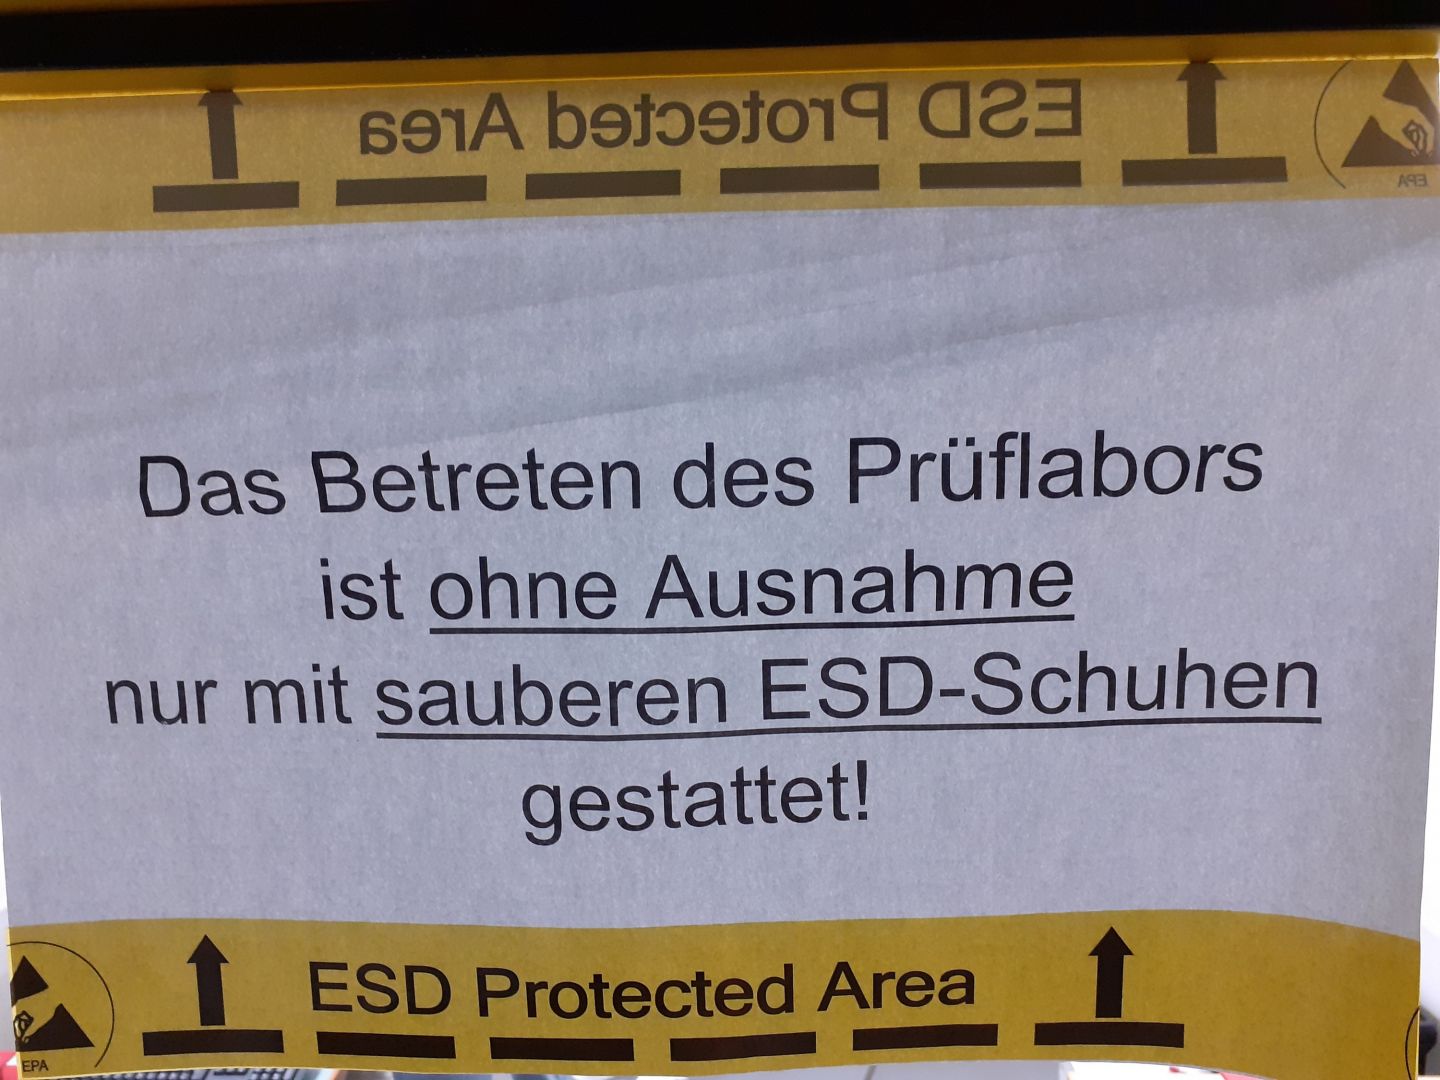 ESD Protected Area
EPA
Das Betreten des Prüflabors
ist ohne Ausnahme
nur mit sauberen ESD-Schuhen
gestattet!
ESD Protected Area
EPA